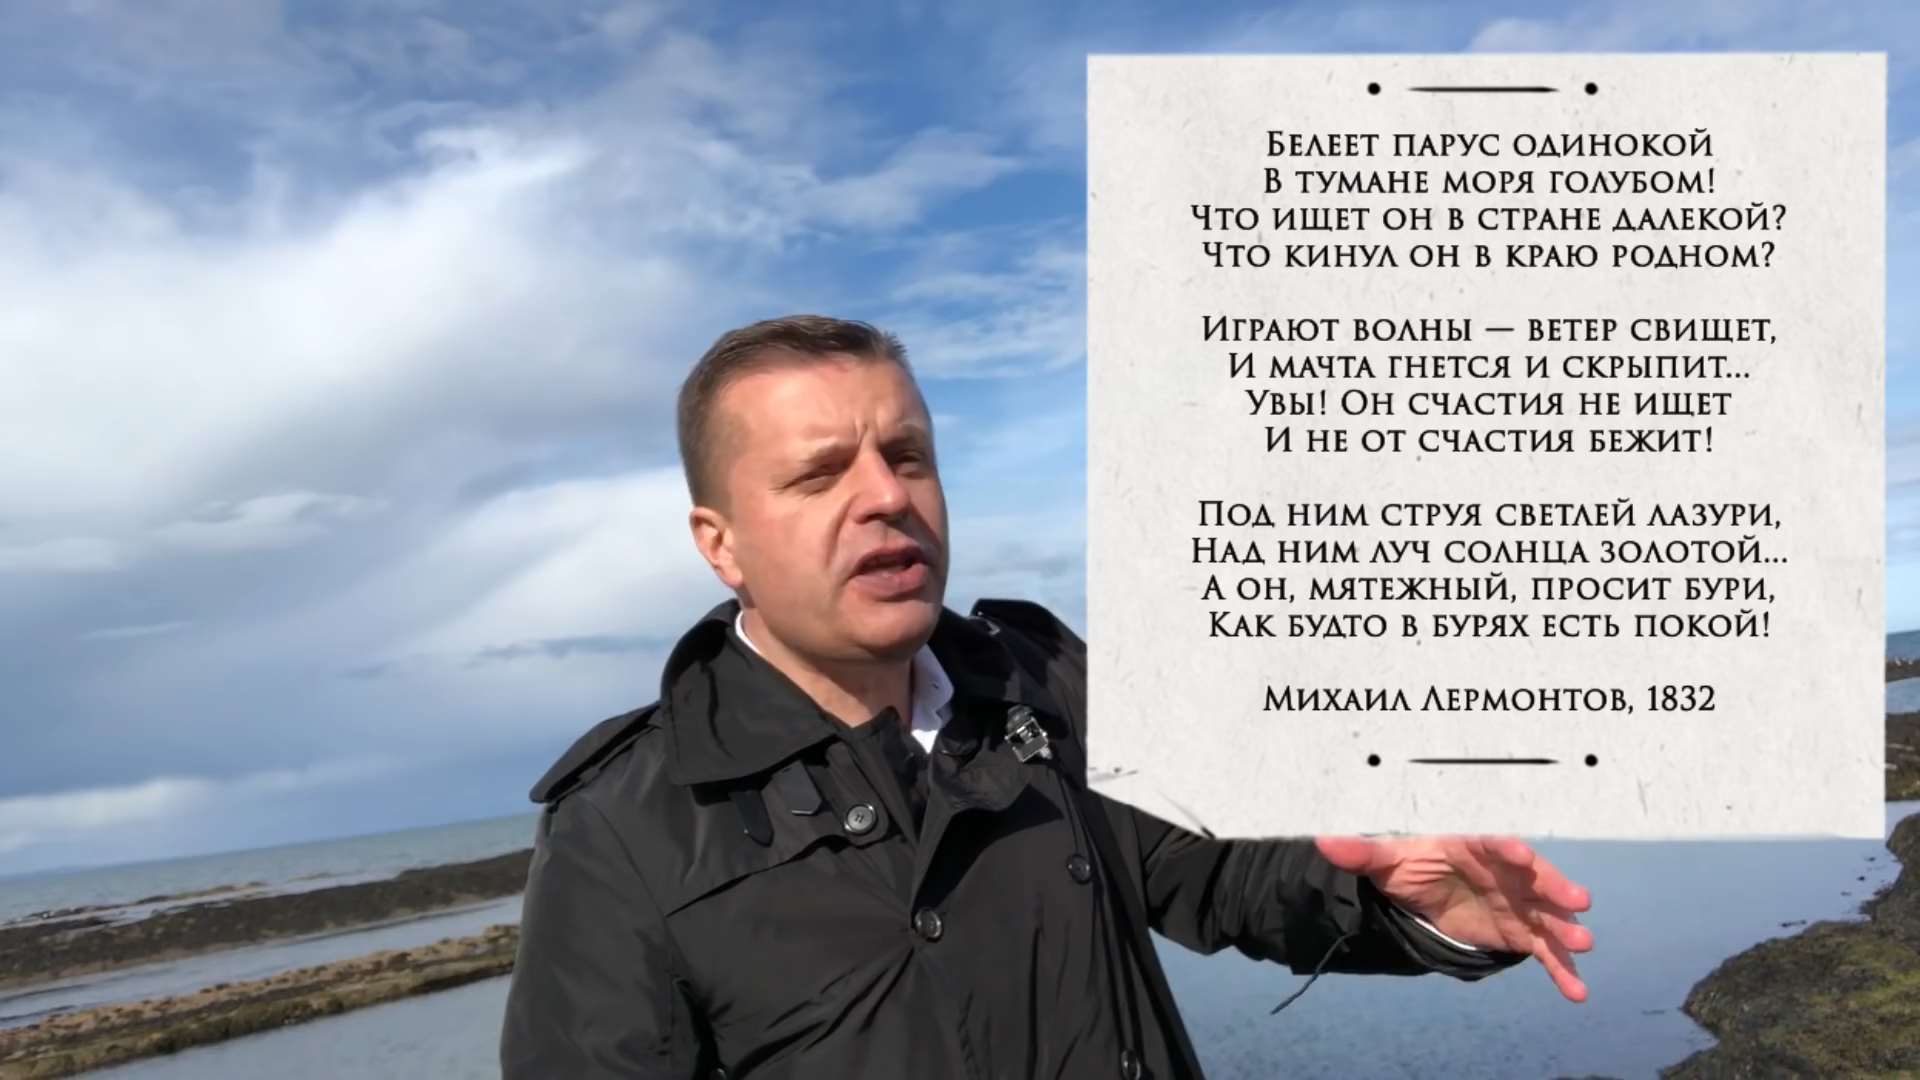 Белеет парус одинокой
В тумане моря голубом!
Что ищет он в стране далекой?
Что кинул он в краю родном?
Играют волны — ветер свищет,
И мачта гнется и скрыпит...
Увы! Он счастия не ищет
И не от счастия бежит!
Под ним струя светлей лазури,
Над ним луч солнца золотой...
А он, мятежный, просит бури,
Как будто в бурях есть покой!
Михаил Лермонтов, 1832